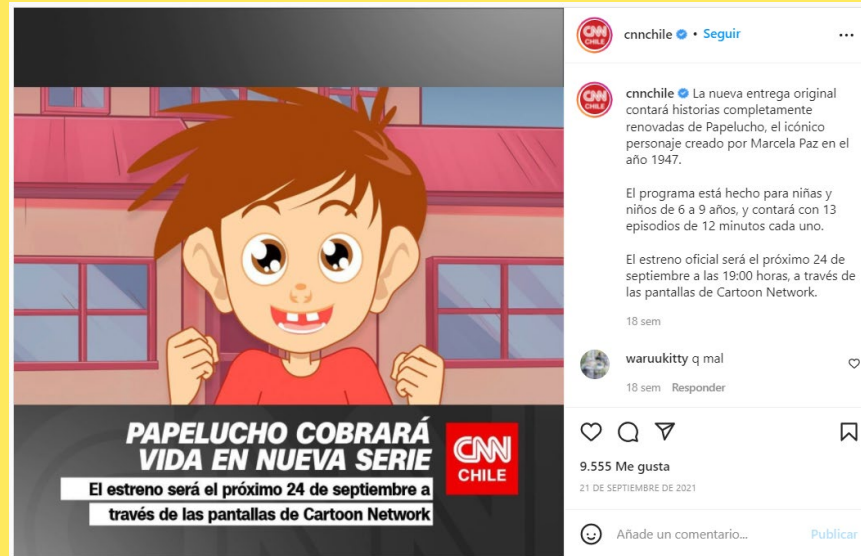 PAPELUCHO COBRARÁ
VIDA EN NUEVA SERIE
El estreno será el próximo 24 de septiembre a
través de las pantallas de Cartoon Network
CNN
CHILE
CNN
CHILE
cnnchile • Seguir
CNN
CHILE
cnnchile La nueva entrega original
contará historias completamente
renovadas de Papelucho, el icónico
personaje creado por Marcela Paz en el
año 1947.
El programa está hecho para niñas y
niños de 6 a 9 años, y contará con 13
episodios de 12 minutos cada uno.
El estreno oficial será el próximo 24 de
septiembre a las 19:00 horas, a través de
las pantallas de Cartoon Network.
18 sem
waruukitty q mal
18 sem Responder
9.555 Me gusta
21 DE SEPTIEMBRE DE 2021
Añade un comentario... Publicar